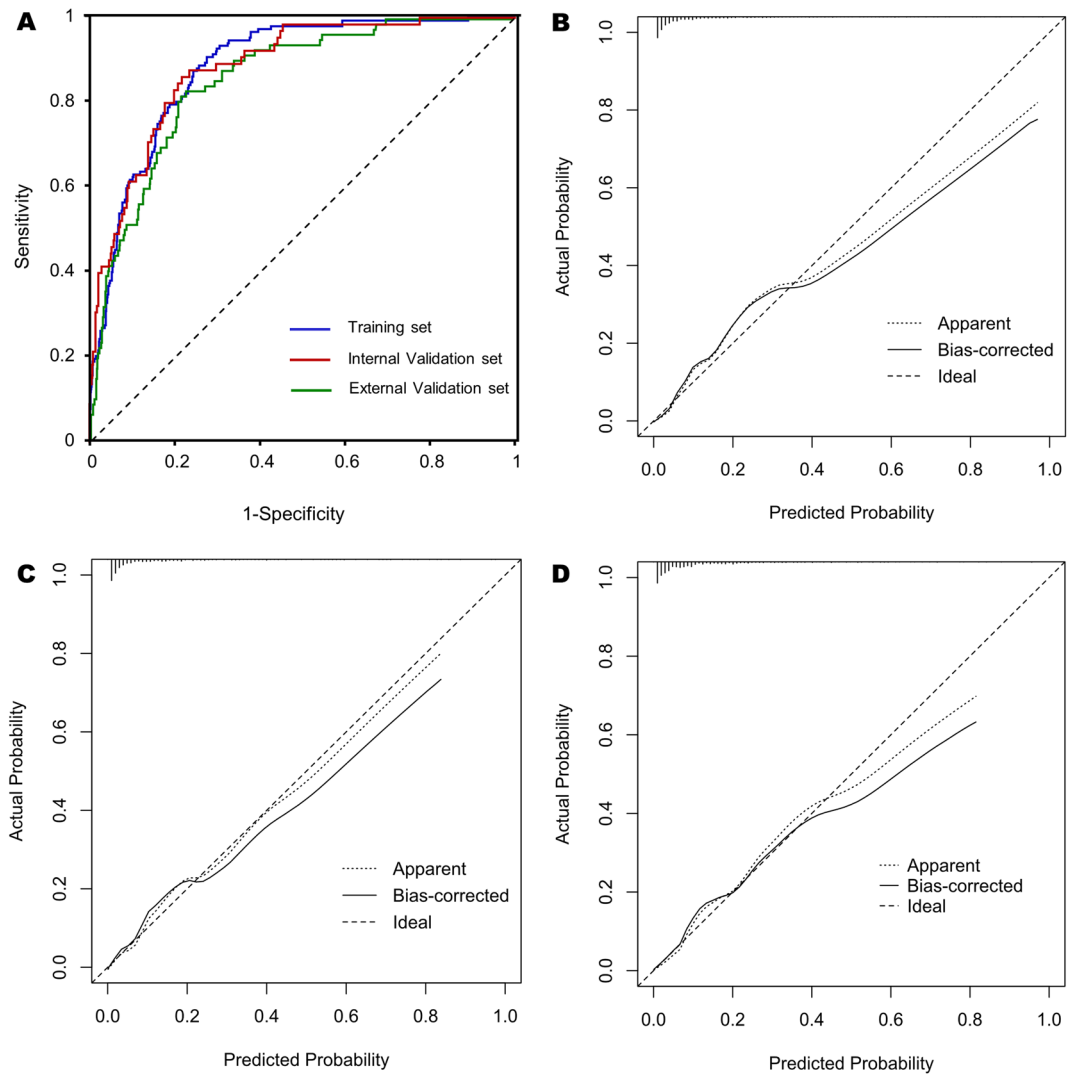 A
1
0.8
0.6
0.4
0.2
0
Sensitivity
Training set
Internal Validation set
External Validation set
0 0.2 0.4 0.6 0.8 1
1-Specificity
B
1.0
0.8
0.6
0.4
0.2
0.0
Actual Probability
Apparent
Bias-corrected
Ideal
0.0 0.2 0.4 0.6 0.8 1.0
Predicted Probability
C
1.0
0.8
0.6
0.4
0.2
0.0
Actual Probability
Apparent
Bias-corrected
Ideal
0.0 0.2 0.4 0.6 0.8 1.0
Predicted Probability
D
1.0
0.8
0.6
0.4
0.2
0.0
Actual Probability
Apparent
Bias-corrected
Ideal
0.0 0.2 0.4 0.6 0.8 1.0
Predicted Probability